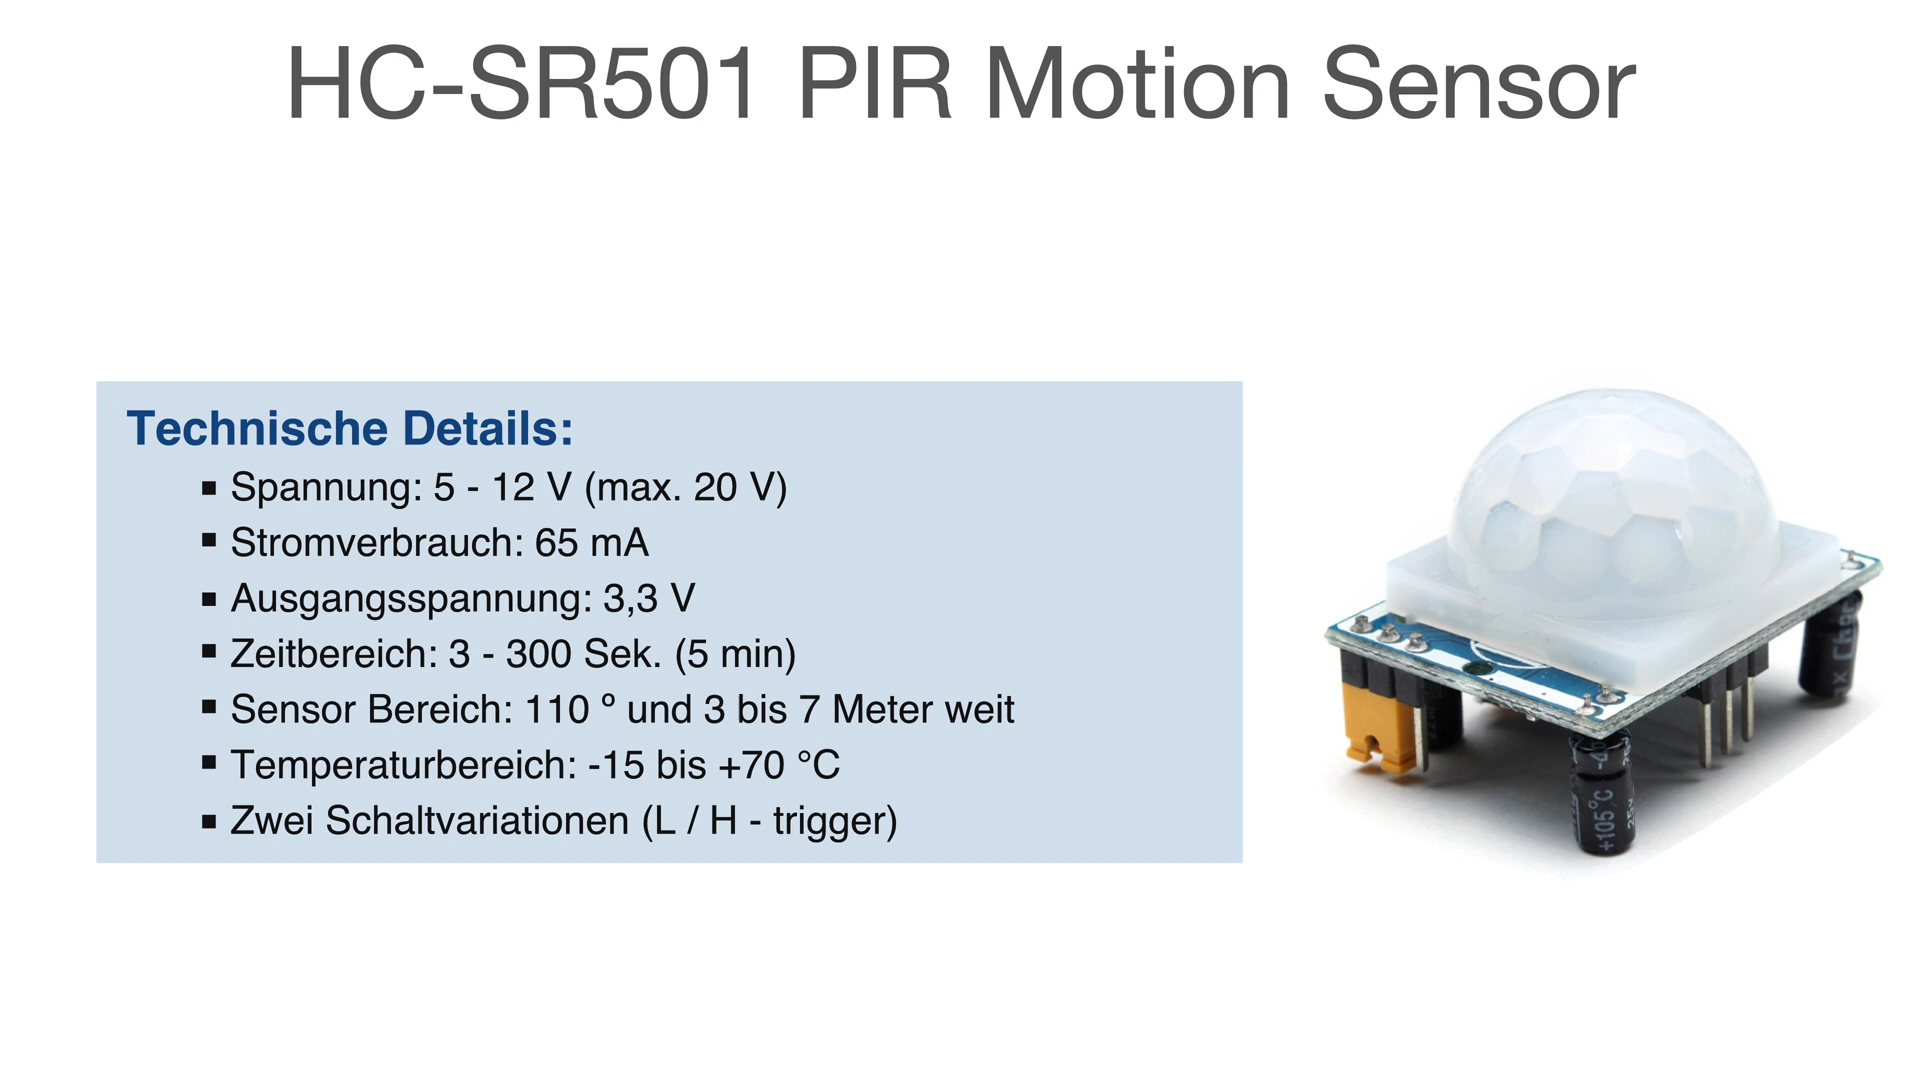 HC-SR501 PIR Motion Sensor
Technische Details:
▪ Spannung: 5 - 12 V (max. 20 V)
▪ Stromverbrauch: 65 mA
▪ Ausgangsspannung: 3,3 V
▪ Zeitbereich: 3 - 300 Sek. (5 min)
▪ Sensor Bereich: 110 º und 3 bis 7 Meter weit
▪ Temperaturbereich: -15 bis +70 °C
▪ Zwei Schaltvariationen (L / H - trigger)
+105°C